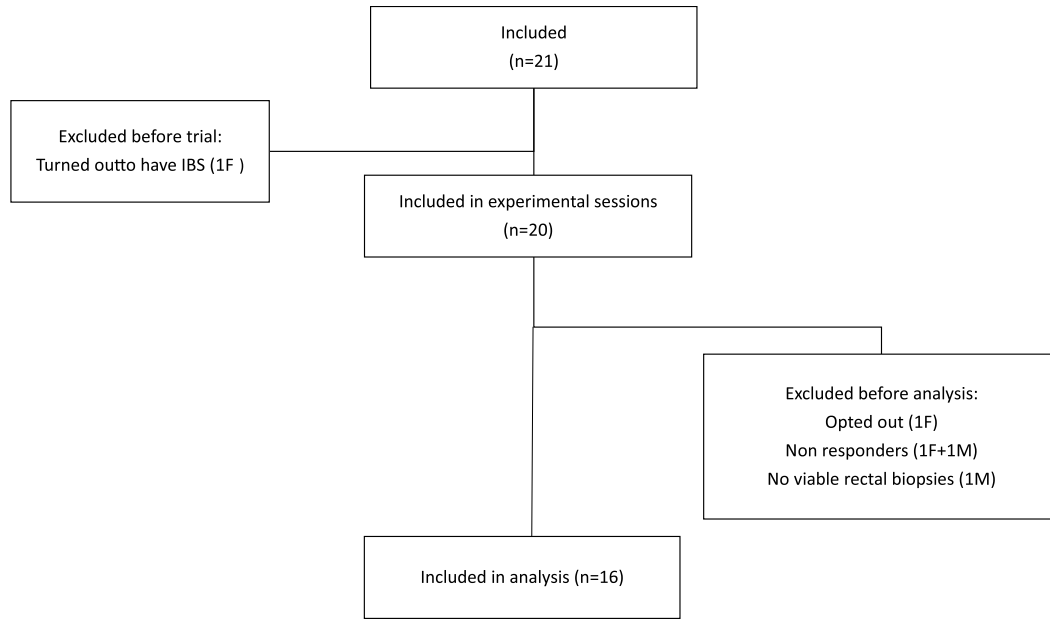 Included
(n=21)
Excluded before trial:
Turned outto have IBS (1F )
Included in experimental sessions
(n=20)
Excluded before analysis:
Opted out (1F)
Non responders (1F+1M)
No viable rectal biopsies (1M)
Included in analysis (n=16)